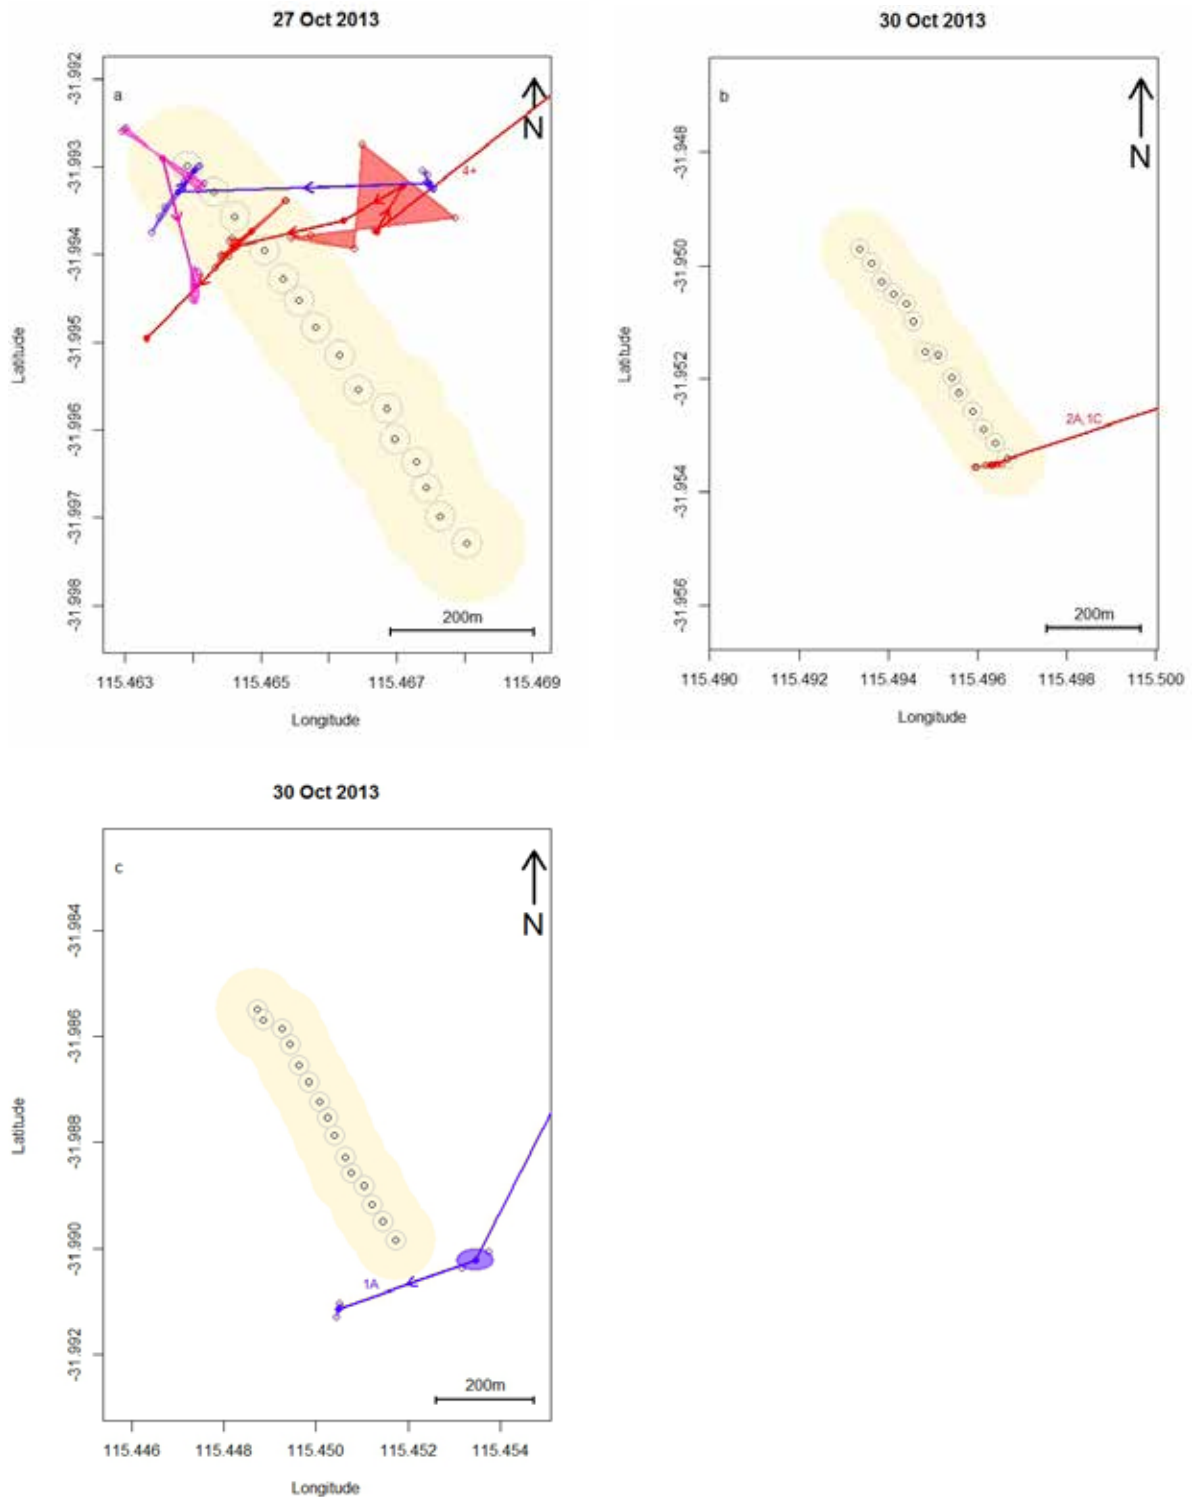 27 Oct 2013
a
N
4+
200m
-31.992
-31.993
-31.994
-31.995
-31.996
-31.997
-31.998
Latitude
115.463
115.465
115.467
115.469
Longitude
30 Oct 2013
b
N
2A,1C
200m
-31.948
-31.950
-31.952
-31.954
-31.956
Latitude
115.490
115.492
115.494
115.496
115.498
115.500
Longitude
30 Oct 2013
c
N
1A
200m
-31.984
-31.986
-31.988
-31.990
-31.992
Latitude
115.446
115.448
115.450
115.452
115.454
Longitude